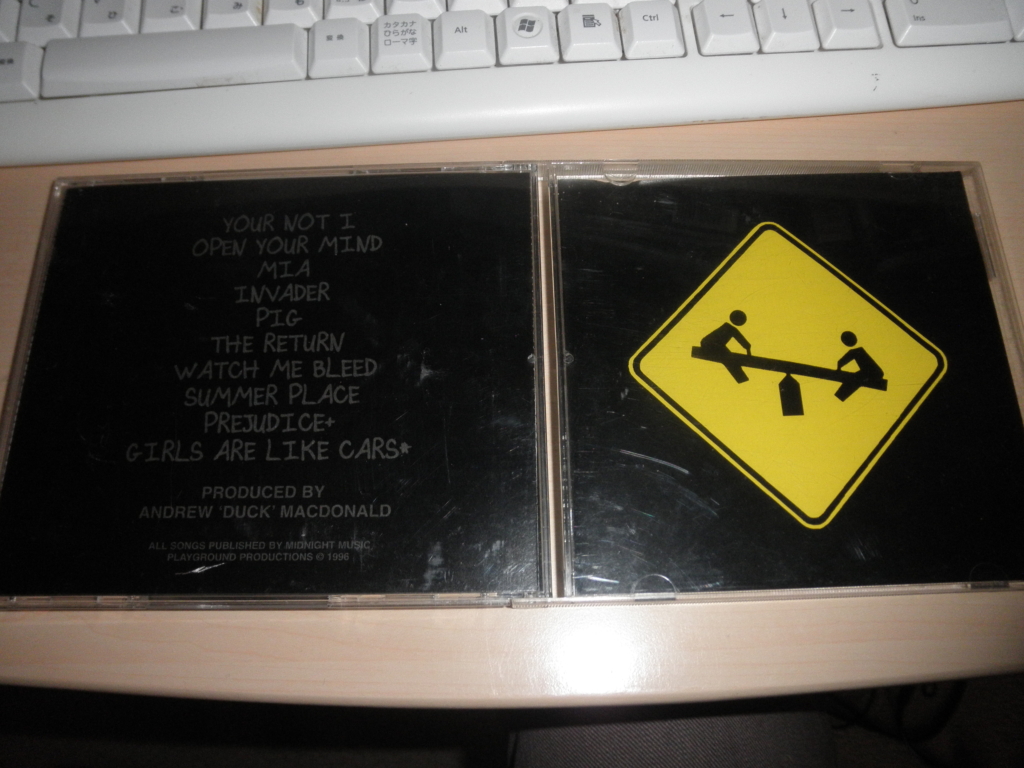 カタカナ
ひらがな
ローマ字
Alt
Ctrl
←
↓
→
0
Ins
YOUR NOT I
OPEN YOUR MIND
MIA
INVADER
PIG
THE RETURN
WATCH ME BLEED
SUMMER PLACE
PREJUDICE+
GIRLS ARE LIKE CARS*
PRODUCED BY
ANDREW 'DUCK' MACDONALD
ALL SONGS PUBLISHED BY MIDNIGHT MUSIC
PLAYGROUND PRODUCTIONS © 1996